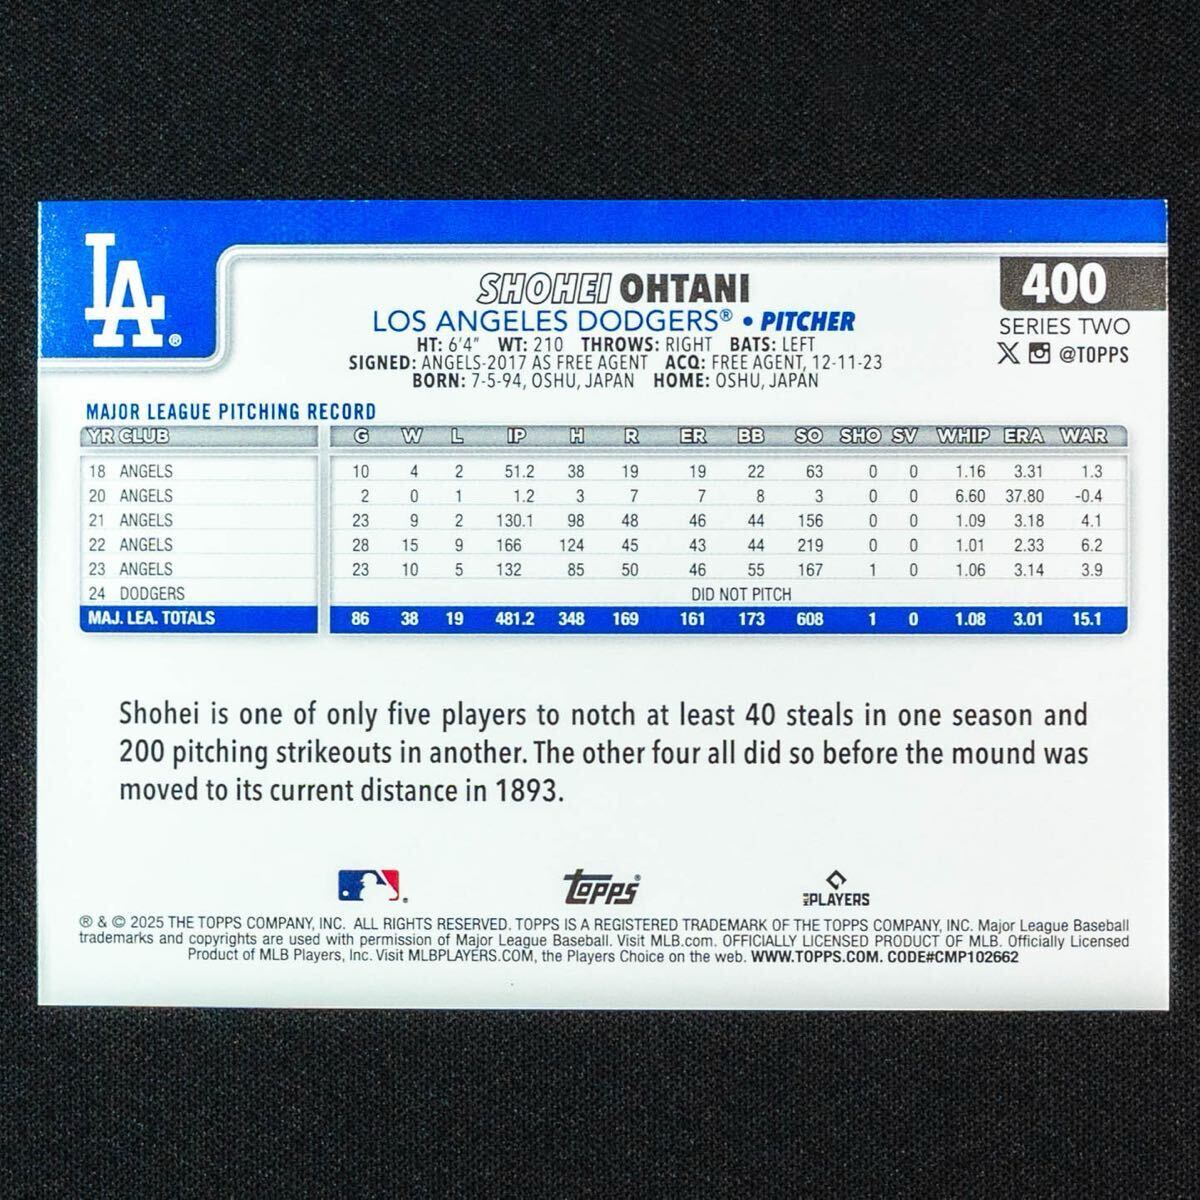 LA®
SHOHEI OHTANI
400
LOS ANGELES DODGERS® • PITCHER
SERIES TWO
HT: 6'4" WT: 210 THROWS: RIGHT BATS: LEFT
@TOPPS
SIGNED: ANGELS-2017 AS FREE AGENT ACQ: FREE AGENT, 12-11-23
BORN: 7-5-94, OSHU, JAPAN HOME: OSHU, JAPAN
MAJOR LEAGUE PITCHING RECORD
YR CLUB G W L IP H R ER BB SO SHO SV WHIP ERA WAR
18 ANGELS 10 4 2 51.2 38 19 19 22 63 0 0 1.16 3.31 1.3
20 ANGELS 2 0 1 1.2 3 7 7 8 3 0 0 6.60 37.80 -0.4
21 ANGELS 23 9 2 130.1 98 48 46 44 156 0 0 1.09 3.18 4.1
22 ANGELS 28 15 9 166 124 45 43 44 219 0 0 1.01 2.33 6.2
23 ANGELS 23 10 5 132 85 50 46 55 167 1 0 1.06 3.14 3.9
24 DODGERS DID NOT PITCH
MAJ. LEA. TOTALS 86 38 19 481.2 348 169 161 173 608 1 0 1.08 3.01 15.1
Shohei is one of only five players to notch at least 40 steals in one season and
200 pitching strikeouts in another. The other four all did so before the mound was
moved to its current distance in 1893.
topps® MLB PLAYERS
® & © 2025 THE TOPPS COMPANY, INC. ALL RIGHTS RESERVED. TOPPS IS A REGISTERED TRADEMARK OF THE TOPPS COMPANY, INC. Major League Baseball
trademarks and copyrights are used with permission of Major League Baseball. Visit MLB.com. OFFICIALLY LICENSED PRODUCT OF MLB. Officially Licensed
Product of MLB Players, Inc. Visit MLBPLAYERS.COM, the Players Choice on the web. WWW.TOPPS.COM. CODE#CMP102662